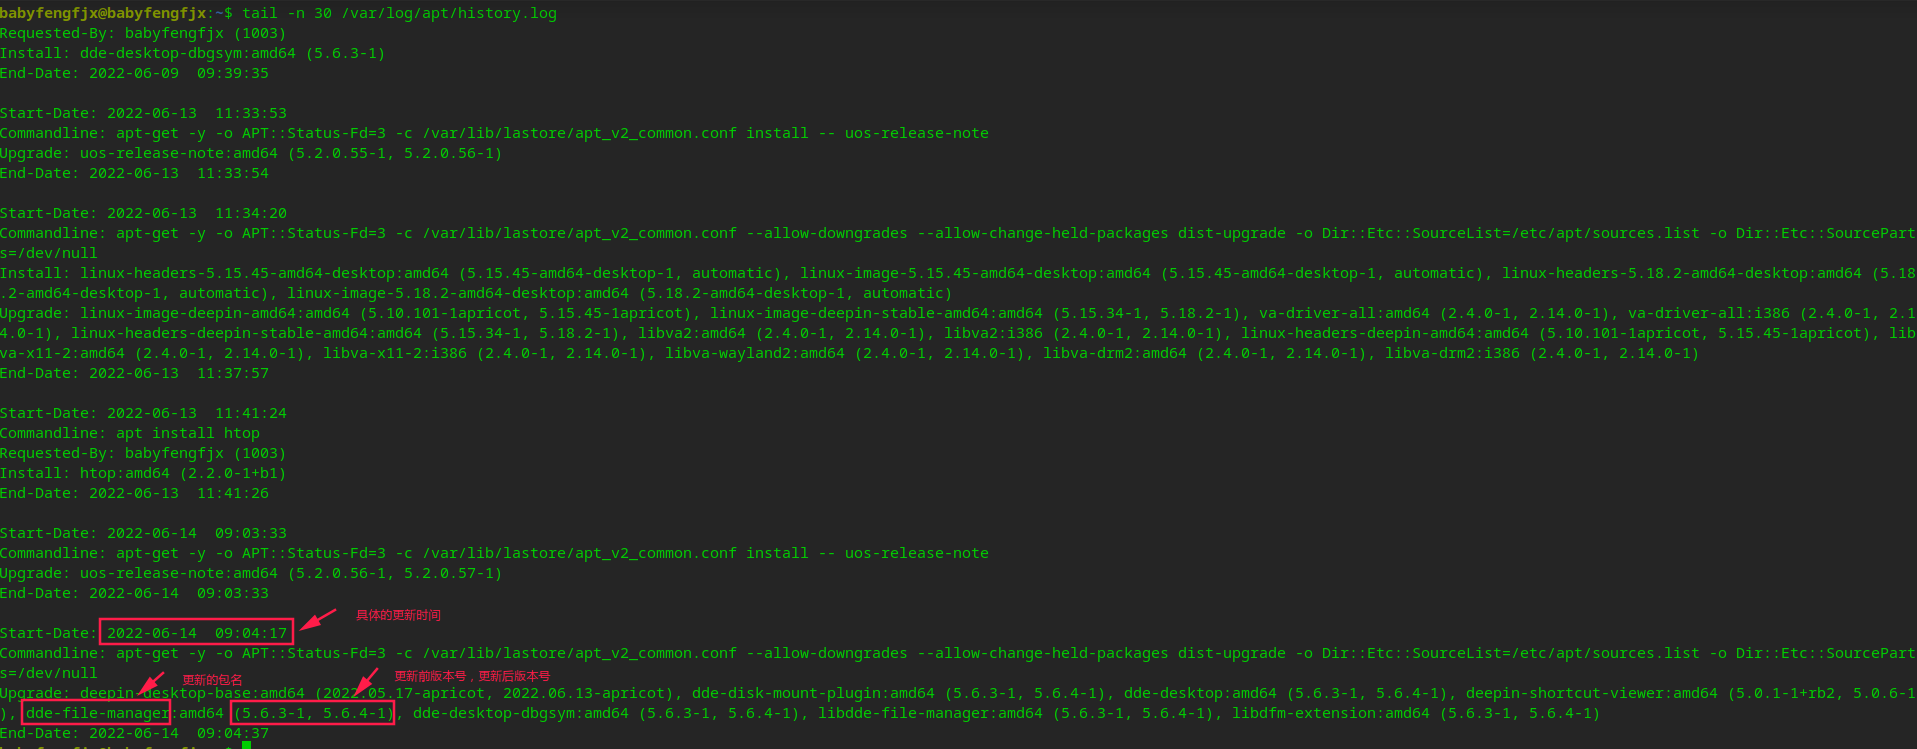 babyfengfjx@babyfengfjx:~$ tail -n 30 /var/log/apt/history.log
Requested-By: babyfengfjx (1003)
Install: dde-desktop-dbgsym:amd64 (5.6.3-1)
End-Date: 2022-06-09  09:39:35
Start-Date: 2022-06-13  11:33:53
Commandline: apt-get -y -o APT::Status-Fd=3 -c /var/lib/lastore/apt_v2_common.conf install -- uos-release-note
Upgrade: uos-release-note:amd64 (5.2.0.55-1, 5.2.0.56-1)
End-Date: 2022-06-13  11:33:54
Start-Date: 2022-06-13  11:34:20
Commandline: apt-get -y -o APT::Status-Fd=3 -c /var/lib/lastore/apt_v2_common.conf --allow-downgrades --allow-change-held-packages dist-upgrade -o Dir::Etc::SourceList=/etc/apt/sources.list -o Dir::Etc::SourcePart
s=/dev/null
Install: linux-headers-5.15.45-amd64-desktop:amd64 (5.15.45-amd64-desktop-1, automatic), linux-image-5.15.45-amd64-desktop:amd64 (5.15.45-amd64-desktop-1, automatic), linux-headers-5.18.2-amd64-desktop:amd64 (5.18
.2-amd64-desktop-1, automatic), linux-image-5.18.2-amd64-desktop:amd64 (5.18.2-amd64-desktop-1, automatic)
Upgrade: linux-image-deepin-amd64:amd64 (5.10.101-1apricot, 5.15.45-1apricot), linux-image-deepin-stable-amd64:amd64 (5.15.34-1, 5.18.2-1), va-driver-all:amd64 (2.4.0-1, 2.14.0-1), va-driver-all:i386 (2.4.0-1, 2.1
4.0-1), linux-headers-deepin-stable-amd64:amd64 (5.15.34-1, 5.18.2-1), libva2:amd64 (2.4.0-1, 2.14.0-1), libva2:i386 (2.4.0-1, 2.14.0-1), linux-headers-deepin-amd64:amd64 (5.10.101-1apricot, 5.15.45-1apricot), lib
va-x11-2:amd64 (2.4.0-1, 2.14.0-1), libva-x11-2:i386 (2.4.0-1, 2.14.0-1), libva-wayland2:amd64 (2.4.0-1, 2.14.0-1), libva-drm2:amd64 (2.4.0-1, 2.14.0-1), libva-drm2:i386 (2.4.0-1, 2.14.0-1)
End-Date: 2022-06-13  11:37:57
Start-Date: 2022-06-13  11:41:24
Commandline: apt install htop
Requested-By: babyfengfjx (1003)
Install: htop:amd64 (2.2.0-1+b1)
End-Date: 2022-06-13  11:41:26
Start-Date: 2022-06-14  09:03:33
Commandline: apt-get -y -o APT::Status-Fd=3 -c /var/lib/lastore/apt_v2_common.conf install -- uos-release-note
Upgrade: uos-release-note:amd64 (5.2.0.56-1, 5.2.0.57-1)
End-Date: 2022-06-14  09:03:33
具体的更新时间
Start-Date: 2022-06-14  09:04:17
Commandline: apt-get -y -o APT::Status-Fd=3 -c /var/lib/lastore/apt_v2_common.conf --allow-downgrades --allow-change-held-packages dist-upgrade -o Dir::Etc::SourceList=/etc/apt/sources.list -o Dir::Etc::SourcePart
s=/dev/null
更新的包名
更新前版本号，更新后版本号
Upgrade: deepin-desktop-base:amd64 (2022.05.17-apricot, 2022.06.13-apricot), dde-disk-mount-plugin:amd64 (5.6.3-1, 5.6.4-1), dde-desktop:amd64 (5.6.3-1, 5.6.4-1), deepin-shortcut-viewer:amd64 (5.0.1-1+rb2, 5.0.6-1
), dde-file-manager:amd64 (5.6.3-1, 5.6.4-1), dde-desktop-dbgsym:amd64 (5.6.3-1, 5.6.4-1), libdde-file-manager:amd64 (5.6.3-1, 5.6.4-1), libdfm-extension:amd64 (5.6.3-1, 5.6.4-1)
End-Date: 2022-06-14  09:04:37